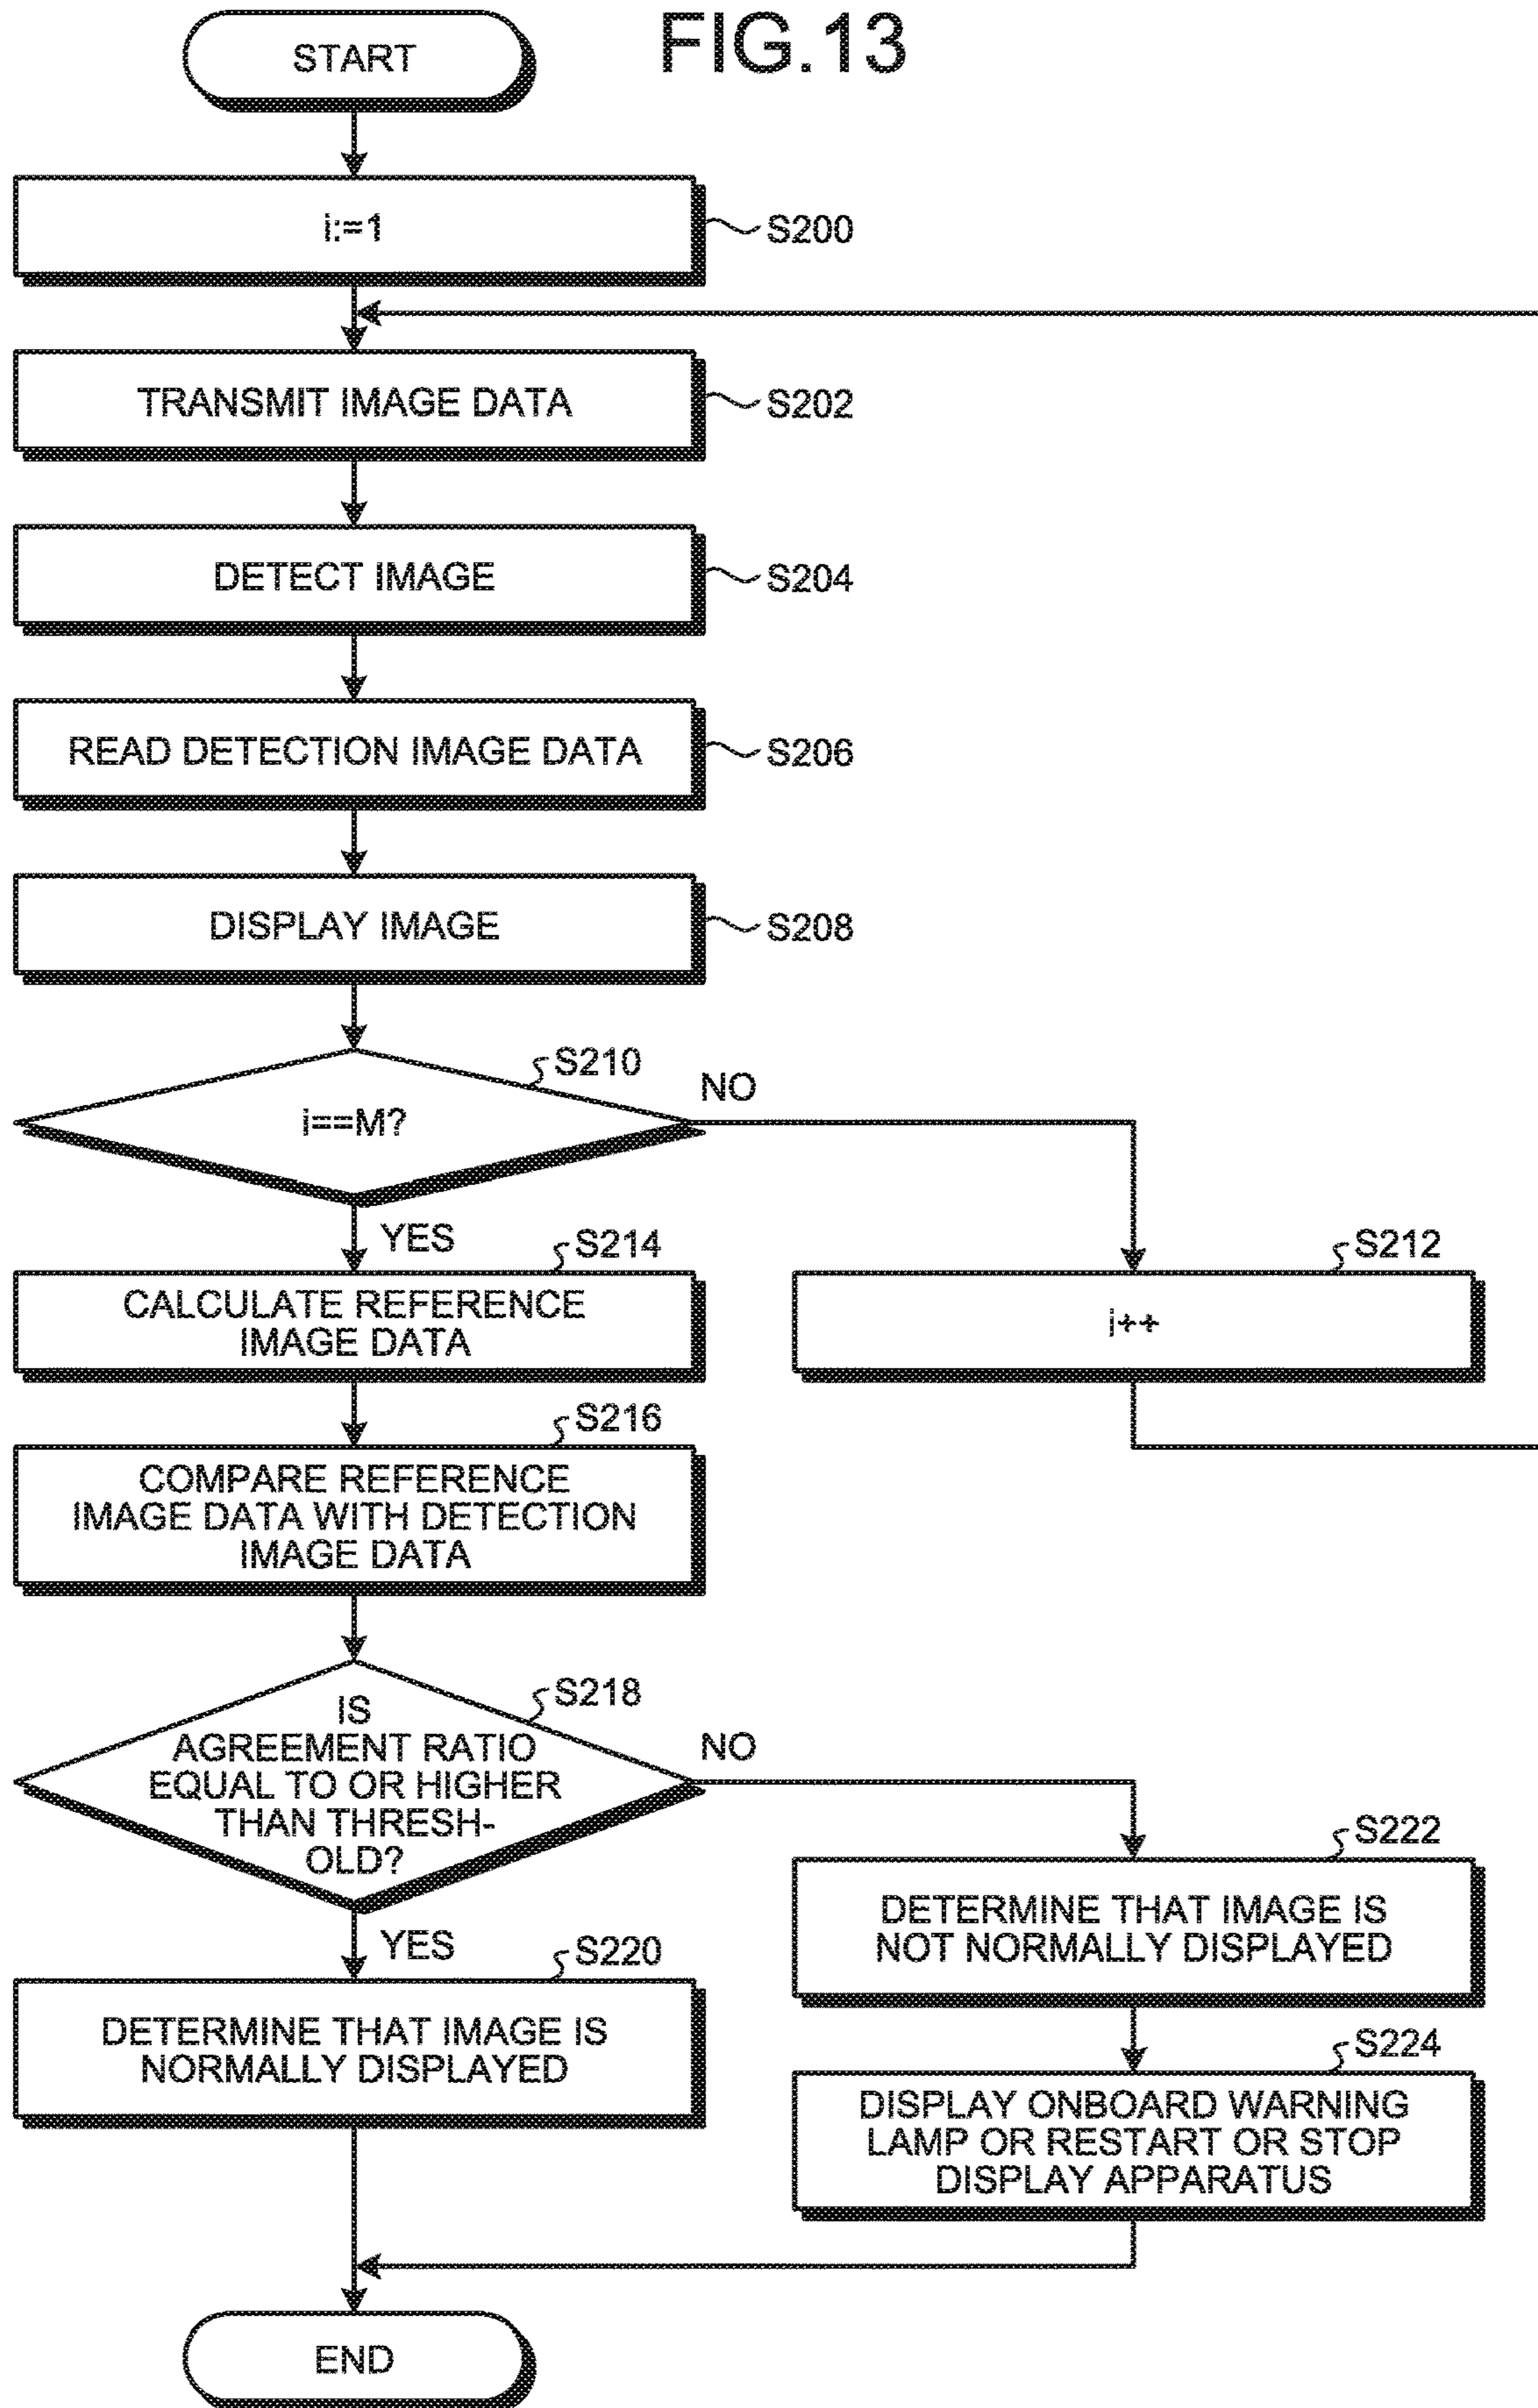 FIG.13
START
i:=1
S200
TRANSMIT IMAGE DATA
S202
DETECT IMAGE
S204
READ DETECTION IMAGE DATA
S206
DISPLAY IMAGE
S208
S210
i==M?
NO
YES
S214
CALCULATE REFERENCE
IMAGE DATA
S212
i++
S216
COMPARE REFERENCE
IMAGE DATA WITH DETECTION
IMAGE DATA
S218
IS
AGREEMENT RATIO
EQUAL TO OR HIGHER
THAN THRESH-
OLD?
NO
YES
S220
DETERMINE THAT IMAGE IS
NORMALLY DISPLAYED
S222
DETERMINE THAT IMAGE IS
NOT NORMALLY DISPLAYED
S224
DISPLAY ONBOARD WARNING
LAMP OR RESTART OR STOP
DISPLAY APPARATUS
END